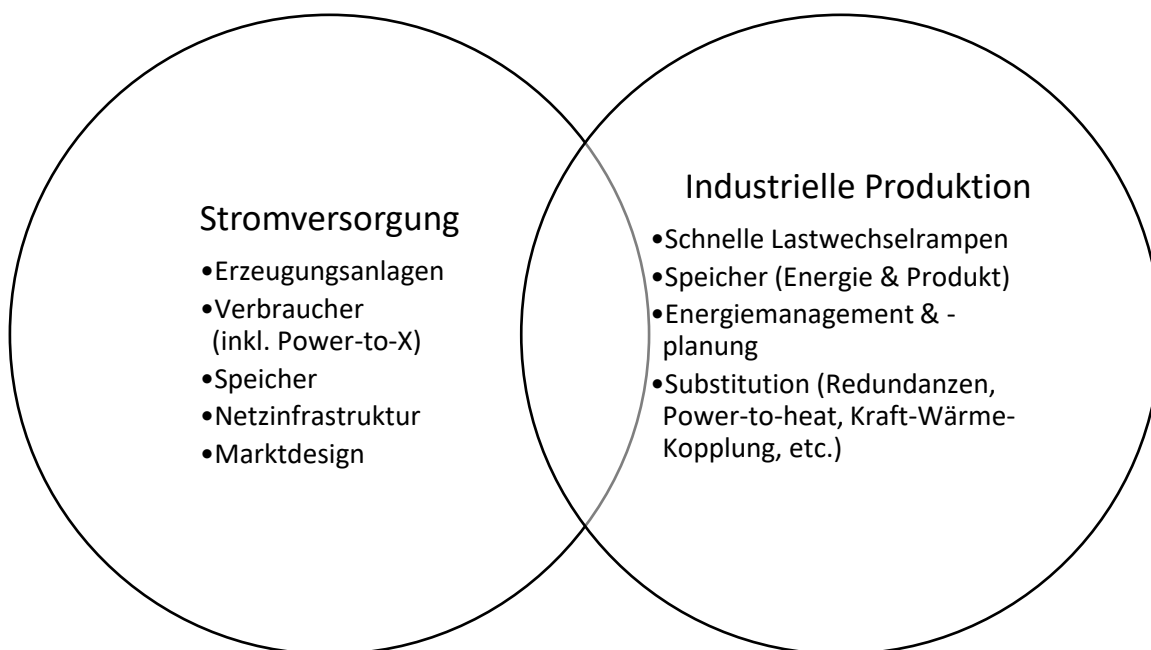 Stromversorgung
•Erzeugungsanlagen
•Verbraucher
(inkl. Power-to-X)
•Speicher
•Netzinfrastruktur
•Marktdesign
Industrielle Produktion
•Schnelle Lastwechselrampen
•Speicher (Energie & Produkt)
•Energiemanagement & -
planung
•Substitution (Redundanzen,
Power-to-heat, Kraft-Wärme-
Kopplung, etc.)